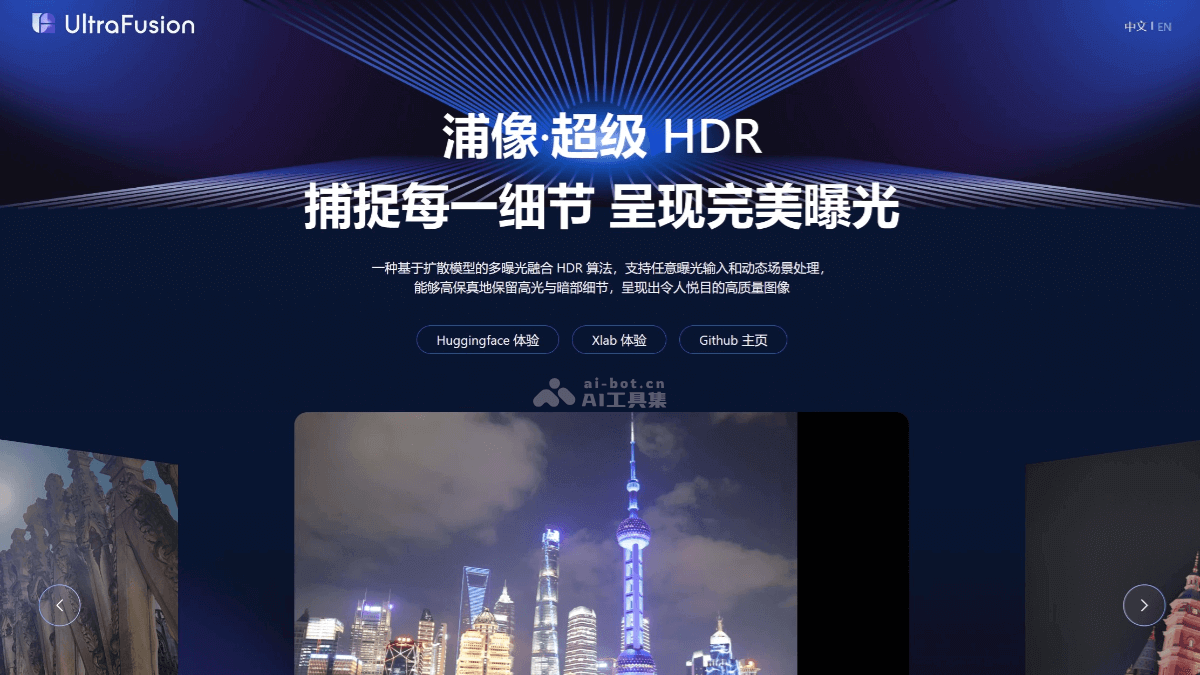 UltraFusion
中文 | EN
浦像·超级 HDR
捕捉每一细节 呈现完美曝光
一种基于扩散模型的多曝光融合 HDR 算法，支持任意曝光输入和动态场景处理，
能够高保真地保留高光与暗部细节，呈现出令人悦目的高质量图像
Huggingface 体验
Xlab 体验
Github 主页
ai-bot.cn
AI工具集